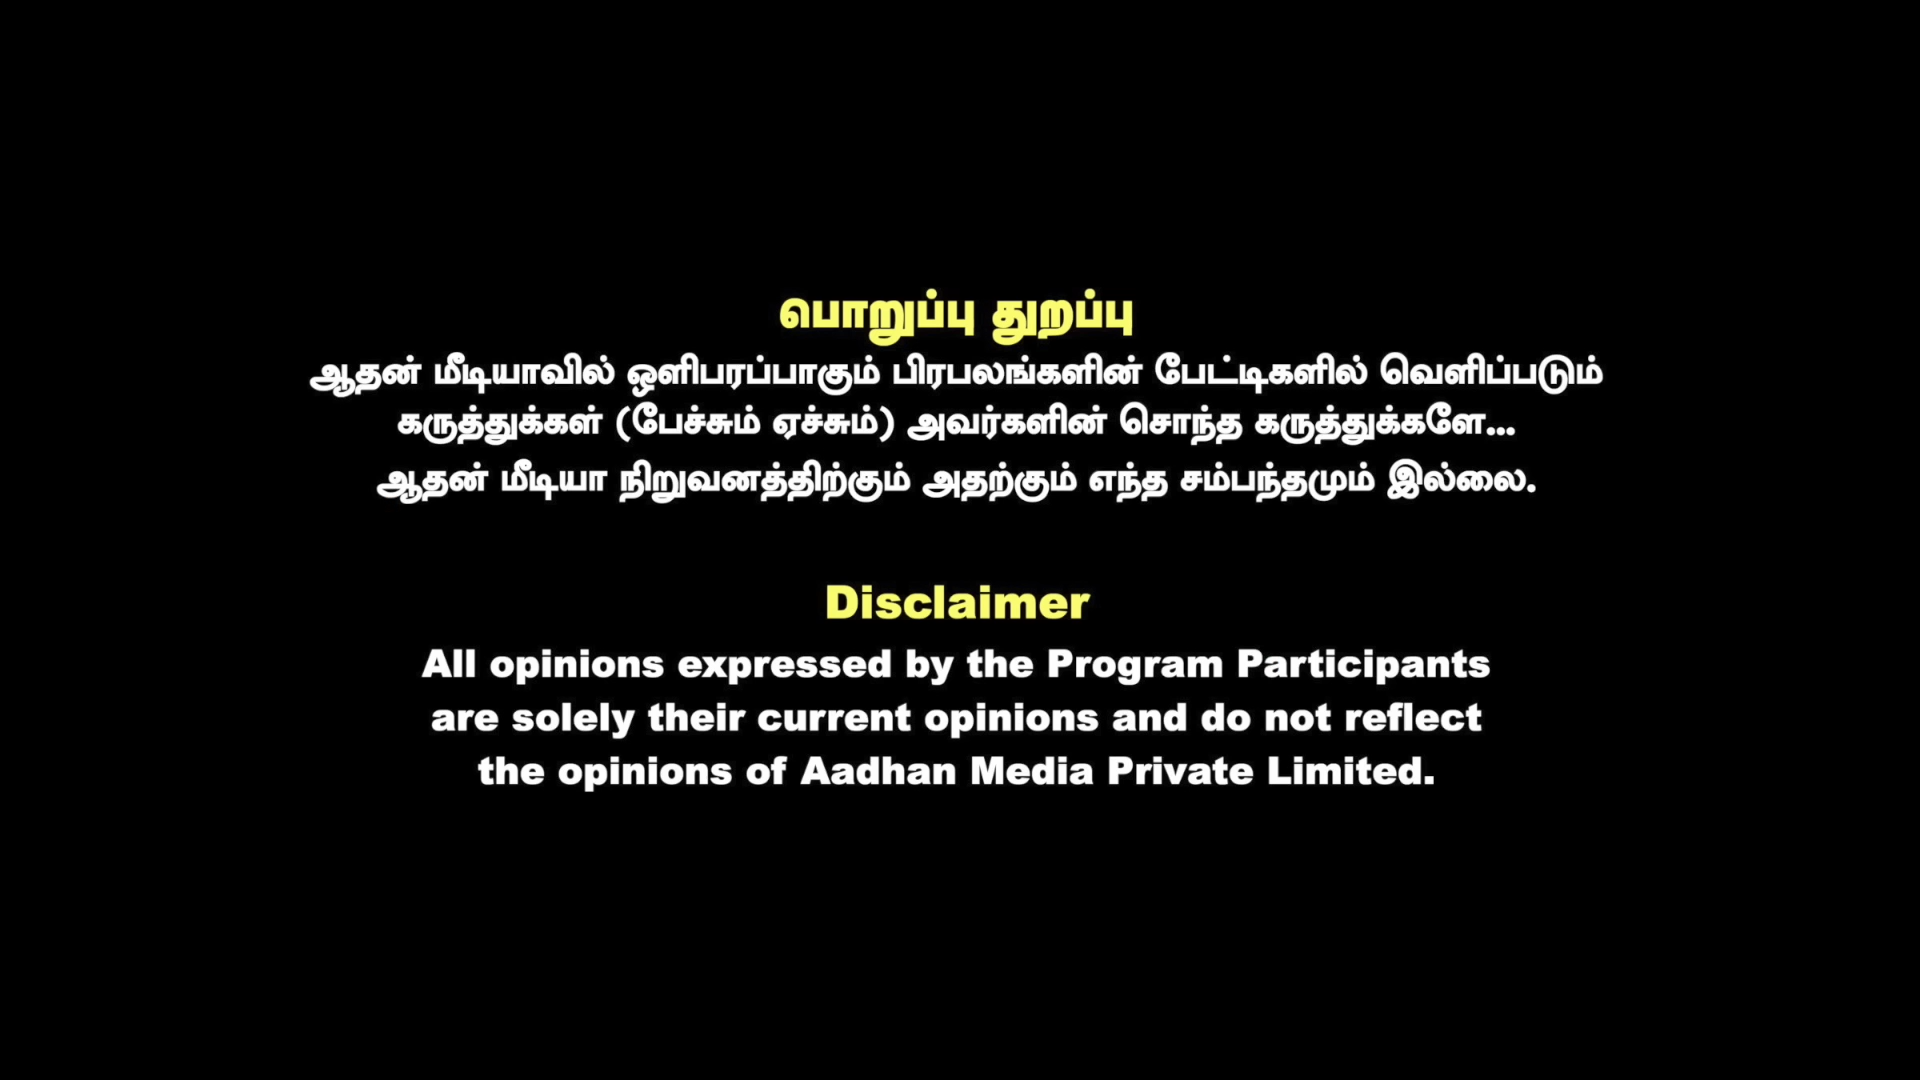 பொறுப்பு துறப்பு
ஆதன் மீடியாவில் ஒளிபரப்பாகும் பிரபலங்களின் பேட்டிகளில் வெளிப்படும்
கருத்துக்கள் (பேச்சும் ஏச்சும்) அவர்களின் சொந்த கருத்துக்களே...
ஆதன் மீடியா நிறுவனத்திற்கும் அதற்கும் எந்த சம்பந்தமும் இல்லை.
Disclaimer
All opinions expressed by the Program Participants
are solely their current opinions and do not reflect
the opinions of Aadhan Media Private Limited.